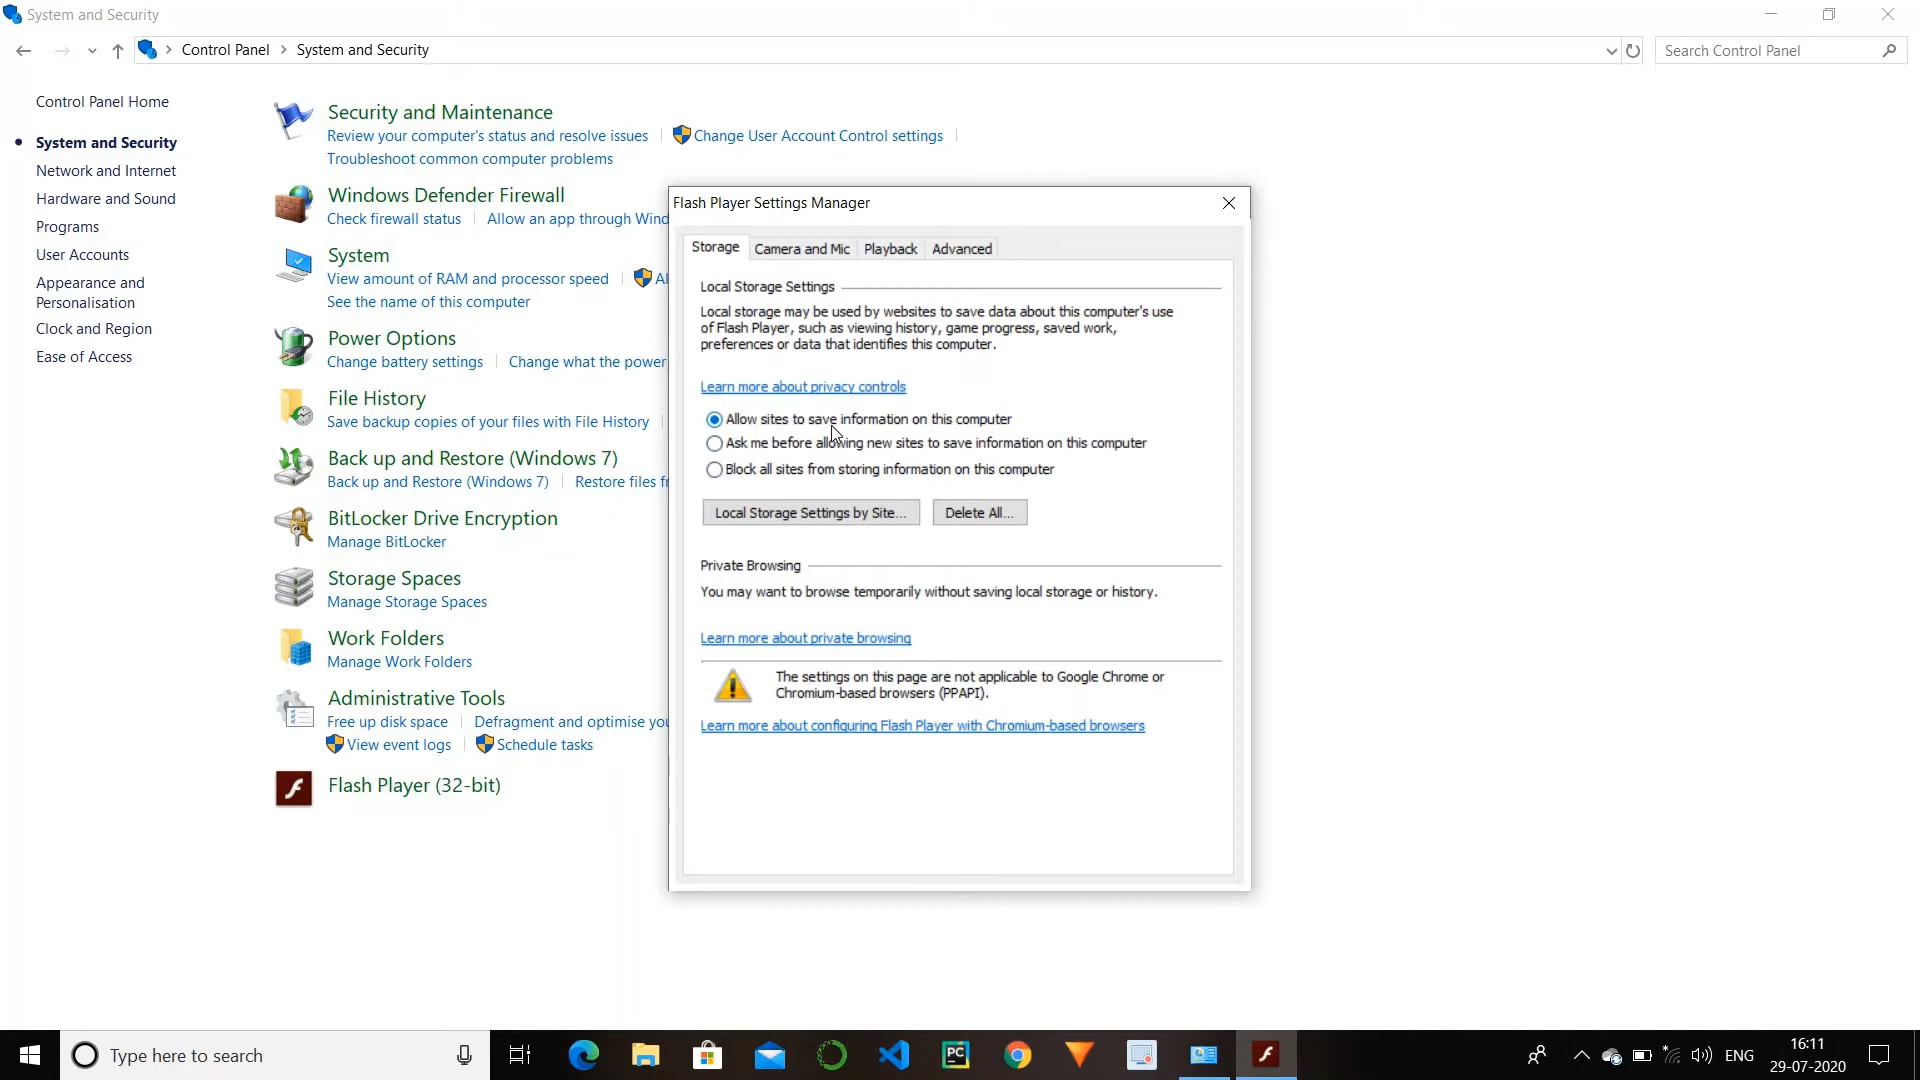 System and Security
Control Panel > System and Security
Search Control Panel
Control Panel Home
System and Security
Network and Internet
Hardware and Sound
Programs
User Accounts
Appearance and
Personalisation
Clock and Region
Ease of Access
Security and Maintenance
Review your computer's status and resolve issues
Change User Account Control settings
Troubleshoot common computer problems
Windows Defender Firewall
Check firewall status
Allow an app through Wind
System
View amount of RAM and processor speed
Al
See the name of this computer
Power Options
Change battery settings
Change what the power
File History
Save backup copies of your files with File History
Back up and Restore (Windows 7)
Back up and Restore (Windows 7)
Restore files fr
BitLocker Drive Encryption
Manage BitLocker
Storage Spaces
Manage Storage Spaces
Work Folders
Manage Work Folders
Administrative Tools
Free up disk space
Defragment and optimise you
View event logs
Schedule tasks
Flash Player (32-bit)
Flash Player Settings Manager
Storage
Camera and Mic
Playback
Advanced
Local Storage Settings
Local storage may be used by websites to save data about this computer's use
of Flash Player, such as viewing history, game progress, saved work,
preferences or data that identifies this computer.
Learn more about privacy controls
Allow sites to save information on this computer
Ask me before allowing new sites to save information on this computer
Block all sites from storing information on this computer
Local Storage Settings by Site...
Delete All...
Private Browsing
You may want to browse temporarily without saving local storage or history.
Learn more about private browsing
The settings on this page are not applicable to Google Chrome or
Chromium-based browsers (PPAPI).
Learn more about configuring Flash Player with Chromium-based browsers
Type here to search
PC
ENG
16:11
29-07-2020